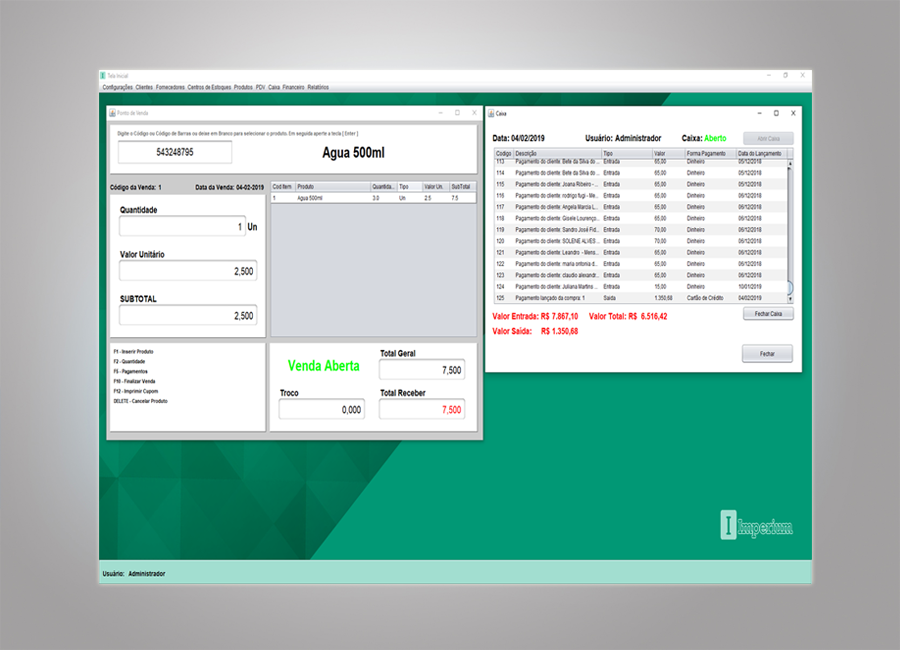 Tela Inicial
Configurações Clientes Fornecedores Centros de Estoques Produtos PDV Caixa Financeiro Relatórios
Ponto de Venda
Digite o Código ou Código de Barras ou deixe em Branco para selecionar o produto. Em seguida aperte a tecla [ Enter ]
543248795
Agua 500ml
Código da Venda: 1 Data da Venda: 04-02-2019
Cod Item Produto Quantida... Tipo Valor Un. SubTotal
1 Agua 500ml 3.0 Un 2.5 7.5
Quantidade
1 Un
Valor Unitário
2,500
SUBTOTAL
2,500
F1 - Inserir Produto
F2 - Quantidade
F5 - Pagamentos
F10 - Finalizar Venda
F12 - Imprimir Cupom
DELETE - Cancelar Produto
Venda Aberta
Total Geral
7,500
Troco
0,000
Total Receber
7,500
Caixa
Data: 04/02/2019 Usuário: Administrador Caixa: Aberto Abrir Caixa
Código Descrição Tipo Valor Forma Pagamento Data do Lançamento
113 Pagamento do cliente: Bete da Silva do ... Entrada 65,00 Dinheiro 05/12/2018
114 Pagamento do cliente: Bete da Silva do ... Entrada 65,00 Dinheiro 05/12/2018
115 Pagamento do cliente: Joana Ribeiro - ... Entrada 65,00 Dinheiro 05/12/2018
116 Pagamento do cliente: rodrigo fugi - Me... Entrada 65,00 Dinheiro 06/12/2018
117 Pagamento do cliente: Angela Marcia L... Entrada 65,00 Dinheiro 06/12/2018
118 Pagamento do cliente: Gisele Lourenço... Entrada 65,00 Dinheiro 06/12/2018
119 Pagamento do cliente: Sandro José Fid... Entrada 70,00 Dinheiro 06/12/2018
120 Pagamento do cliente: SOLENE ALVES... Entrada 70,00 Dinheiro 06/12/2018
121 Pagamento do cliente: Leandro - Mens... Entrada 65,00 Dinheiro 06/12/2018
122 Pagamento do cliente: maria antonia d... Entrada 65,00 Dinheiro 06/12/2018
123 Pagamento do cliente: claudio alexandr... Entrada 65,00 Dinheiro 06/12/2018
124 Pagamento do cliente: Juliana Martins ... Entrada 15,00 Dinheiro 10/01/2019
125 Pagamento lançado da compra: 1 Saida 1.350,68 Cartão de Crédito 04/02/2019
Valor Entrada: R$ 7.867,10 Valor Total: R$ 6.516,42
Fechar Caixa
Valor Saida: R$ 1.350,68
Fechar
I Imperium
Usuário: Administrador